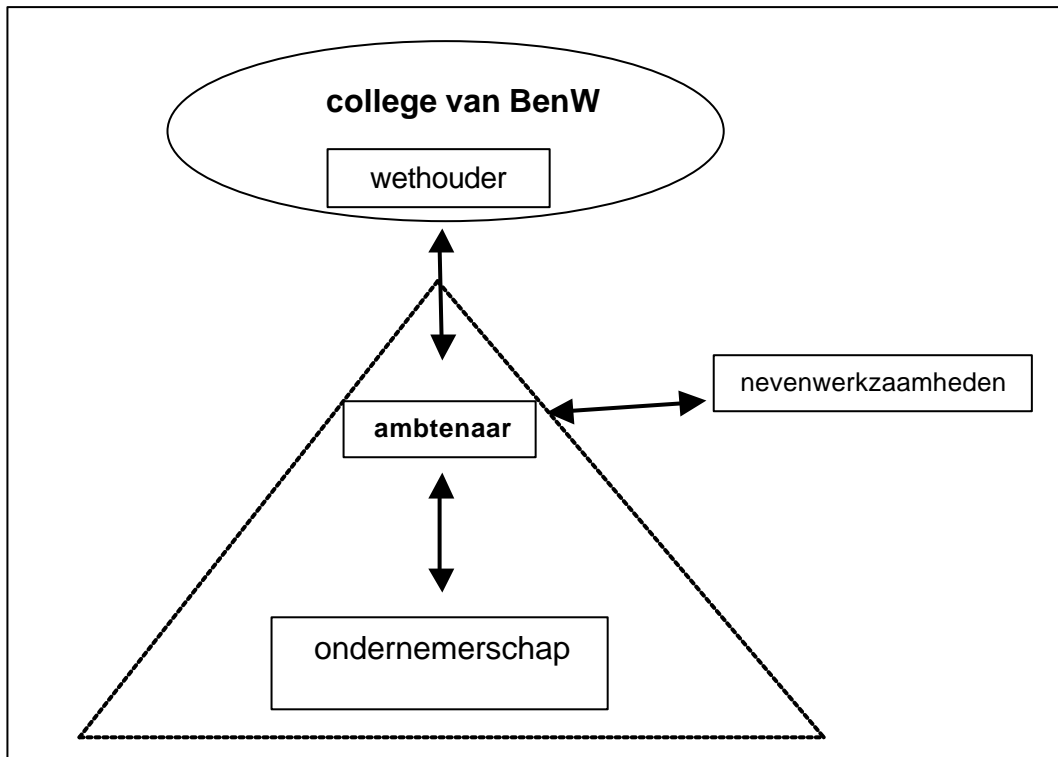 college van BenW
wethouder
nevenwerkzaamheden
ambtenaar
ondernemerschap